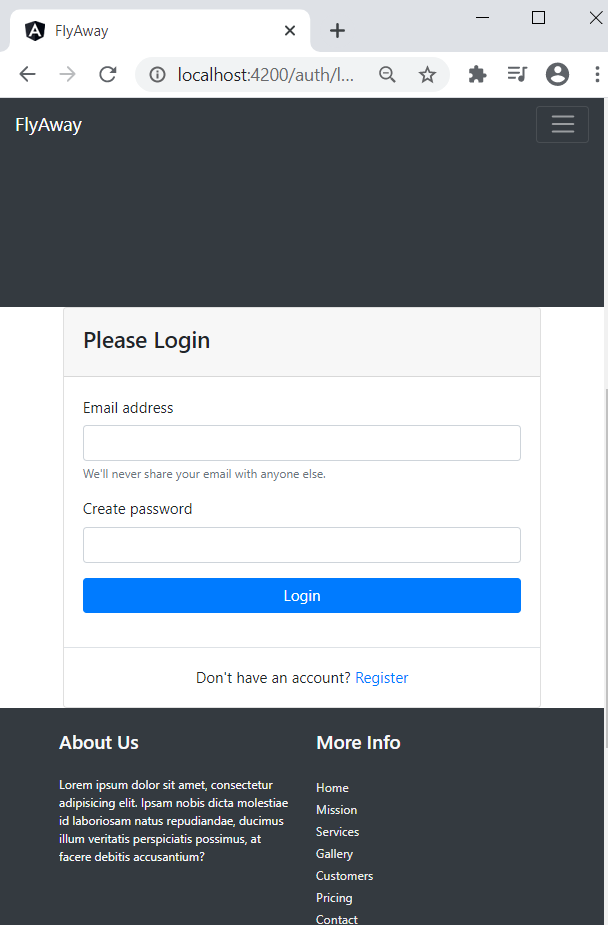 FlyAway
localhost:4200/auth/l...
FlyAway
Please Login
Email address
We'll never share your email with anyone else.
Create password
Login
Don't have an account? Register
About Us
Lorem ipsum dolor sit amet, consectetur
adipisicing elit. Ipsam nobis dicta molestiae
id laboriosam natus repudiandae, ducimus
illum veritatis perspiciatis possimus, at
facere debitis accusantium?
More Info
Home
Mission
Services
Gallery
Customers
Pricing
Contact